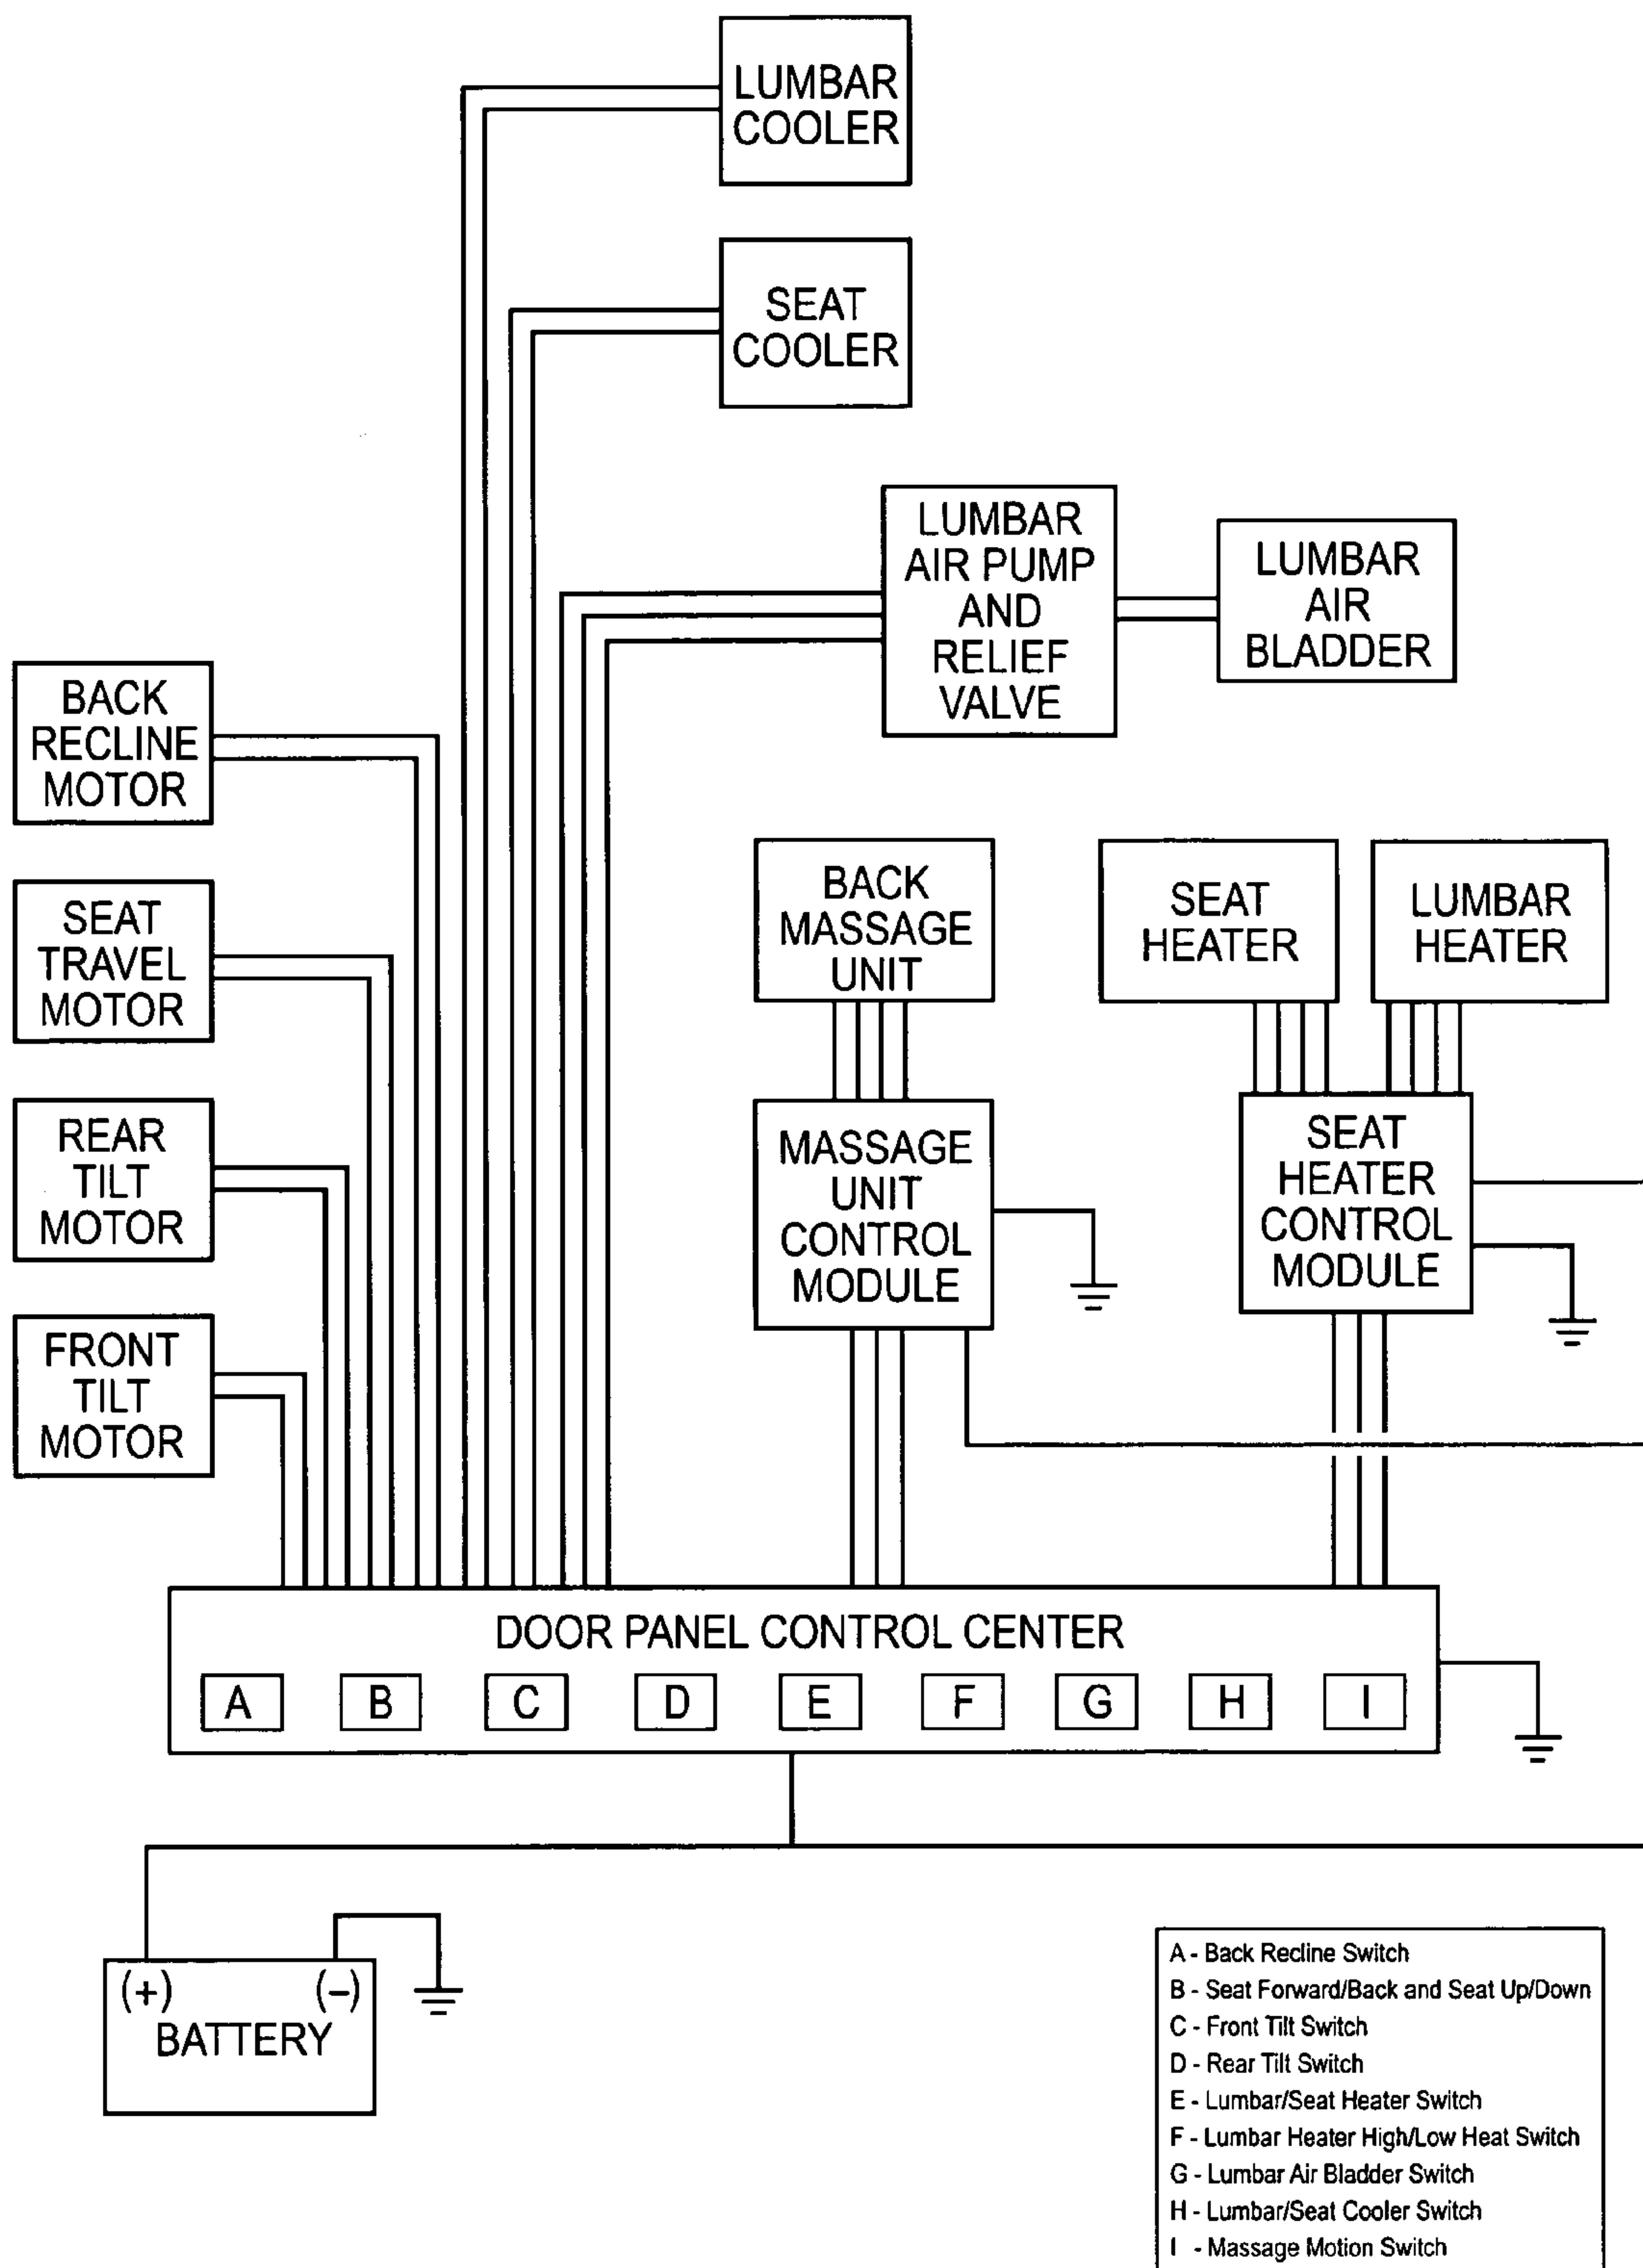 LUMBAR
COOLER
SEAT
COOLER
LUMBAR
AIR PUMP
AND
RELIEF
VALVE
LUMBAR
AIR
BLADDER
BACK
RECLINE
MOTOR
SEAT
TRAVEL
MOTOR
REAR
TILT
MOTOR
FRONT
TILT
MOTOR
BACK
MASSAGE
UNIT
SEAT
HEATER
LUMBAR
HEATER
MASSAGE
UNIT
CONTROL
MODULE
SEAT
HEATER
CONTROL
MODULE
DOOR PANEL CONTROL CENTER
A B C D E F G H I
(+) (-)
BATTERY
A - Back Recline Switch
B - Seat Forward/Back and Seat Up/Down
C - Front Tilt Switch
D - Rear Tilt Switch
E - Lumbar/Seat Heater Switch
F - Lumbar Heater High/Low Heat Switch
G - Lumbar Air Bladder Switch
H - Lumbar/Seat Cooler Switch
I - Massage Motion Switch